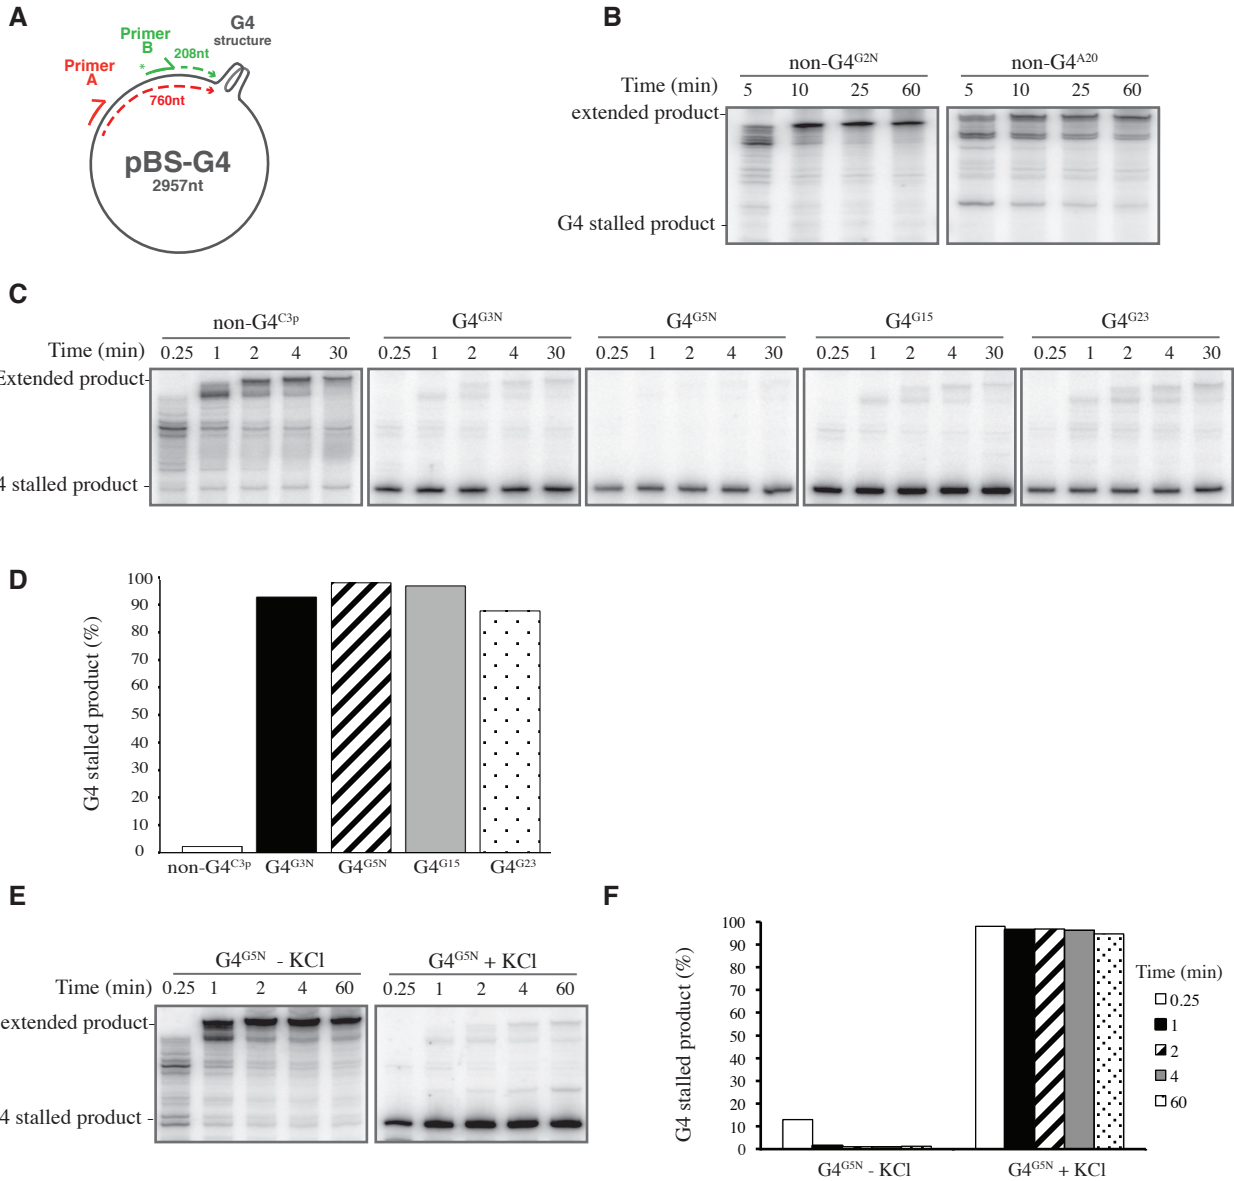 A
Primer
B
208nt
G4
structure
*
Primer
A
760nt
pBS-G4
2957nt
B
non-G4G2N non-G4A20
Time (min) 5 10 25 60 5 10 25 60
extended product
G4 stalled product
C
non-G4C3p G4G3N G4G5N G4G15 G4G23
Time (min) 0.25 1 2 4 30 0.25 1 2 4 30 0.25 1 2 4 30 0.25 1 2 4 30 0.25 1 2 4 30
Extended product
4 stalled product
D
G4 stalled product (%)
100
90
80
70
60
50
40
30
20
10
0
non-G4C3p G4G3N G4G5N G4G15 G4G23
E
G4G5N - KCl G4G5N + KCl
Time (min) 0.25 1 2 4 60 0.25 1 2 4 60
extended product
4 stalled product
F
G4 stalled product (%)
100
90
80
70
60
50
40
30
20
10
0
G4G5N - KCl G4G5N + KCl
Time (min)
0.25
1
2
4
60